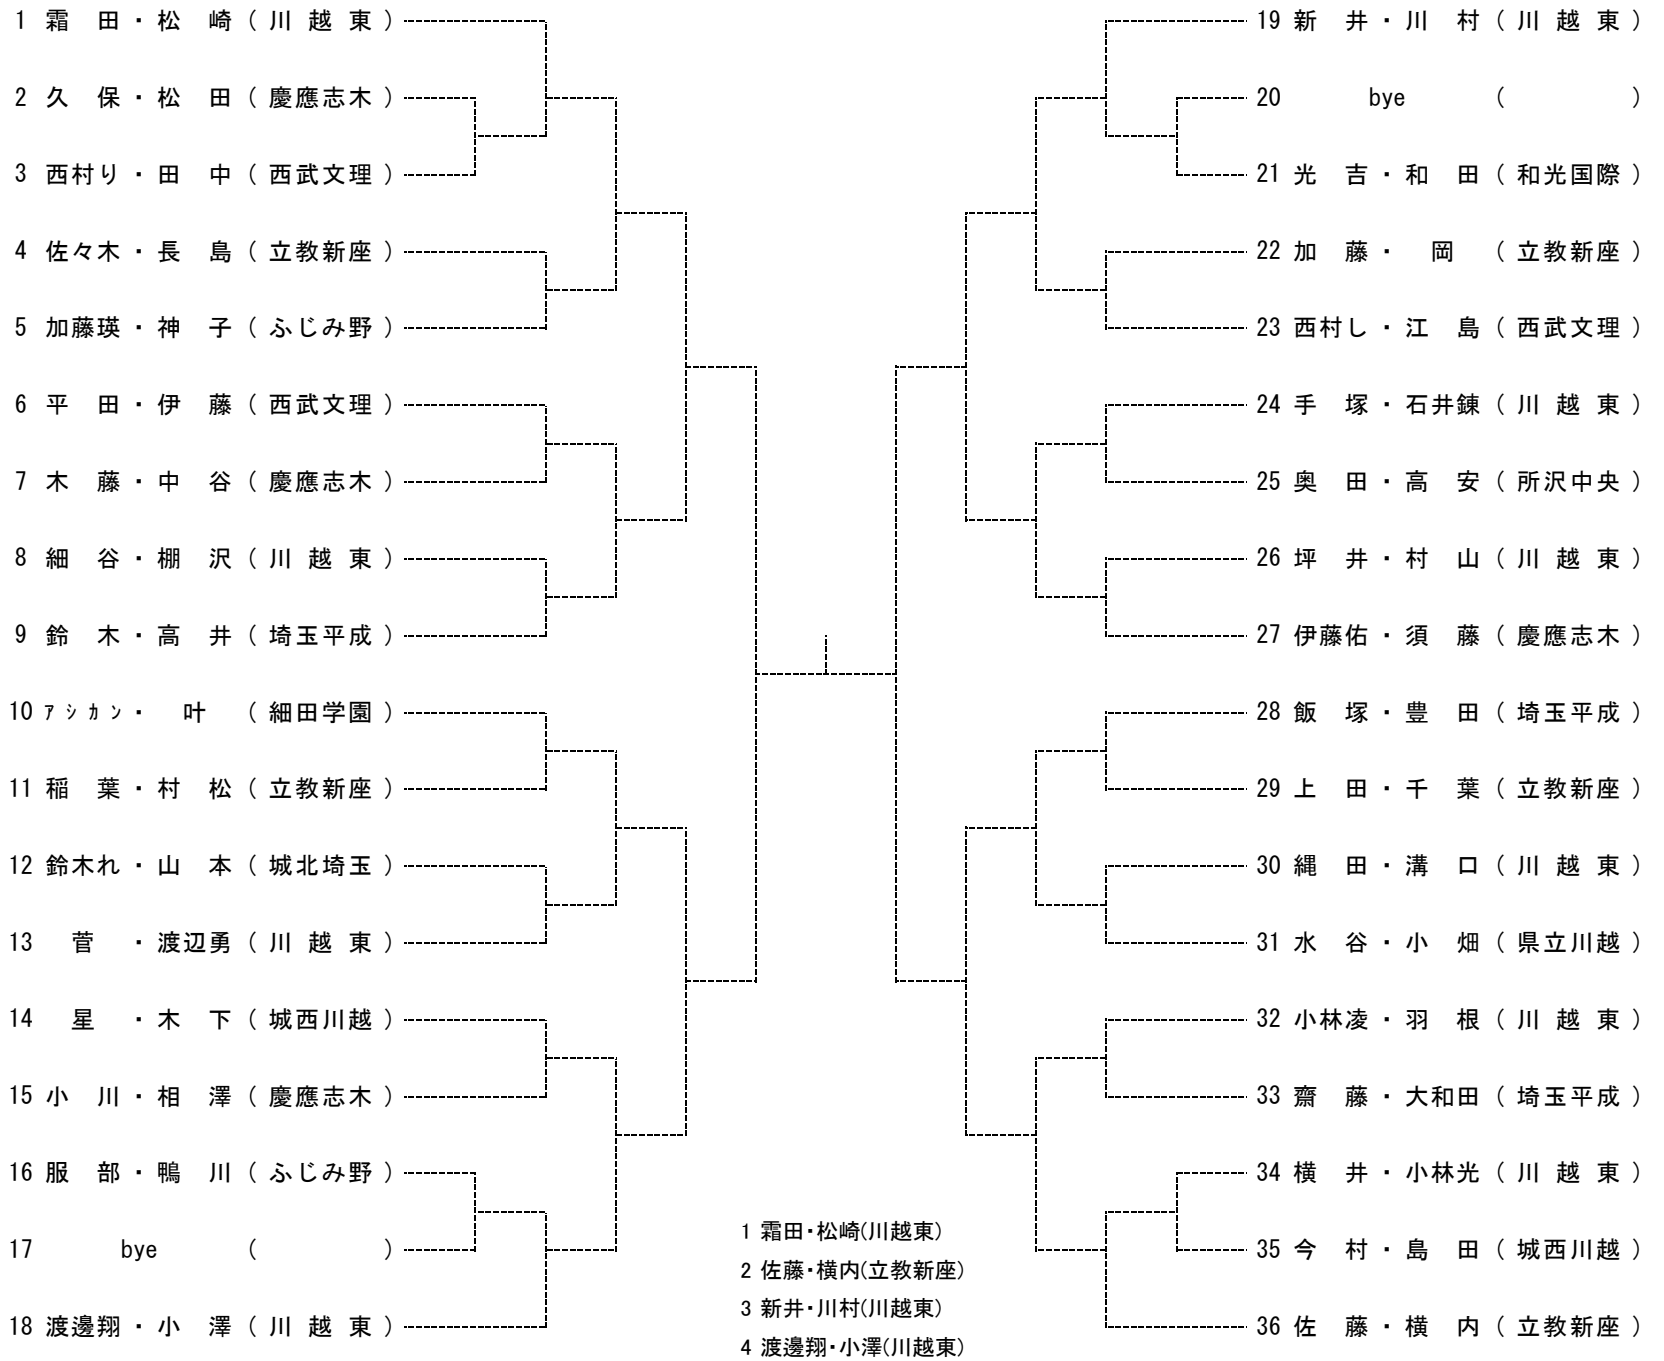 1 霜 田・松 崎 ( 川 越 東 )
2 久 保・松 田 ( 慶應志木 )
3 西村り・田 中 ( 西武文理 )
4 佐々木・長 島 ( 立教新座 )
5 加藤瑛・神 子 ( ふじみ野 )
6 平 田・伊 藤 ( 西武文理 )
7 木 藤・中 谷 ( 慶應志木 )
8 細 谷・棚 沢 ( 川 越 東 )
9 鈴 木・高 井 ( 埼玉平成 )
10 ｱｼｶﾝ・ 叶 ( 細田学園 )
11 稲 葉・村 松 ( 立教新座 )
12 鈴木れ・山 本 ( 城北埼玉 )
13 菅 ・渡辺勇 ( 川 越 東 )
14 星 ・木 下 ( 城西川越 )
15 小 川・相 澤 ( 慶應志木 )
16 服 部・鴨 川 ( ふじみ野 )
17 bye ( )
18 渡邊翔・小 澤 ( 川 越 東 )
19 新 井・川 村 ( 川 越 東 )
20 bye ( )
21 光 吉・和 田 ( 和光国際 )
22 加 藤・ 岡 ( 立教新座 )
23 西村し・江 島 ( 西武文理 )
24 手 塚・石井錬 ( 川 越 東 )
25 奥 田・高 安 ( 所沢中央 )
26 坪 井・村 山 ( 川 越 東 )
27 伊藤佑・須 藤 ( 慶應志木 )
28 飯 塚・豊 田 ( 埼玉平成 )
29 上 田・千 葉 ( 立教新座 )
30 縄 田・溝 口 ( 川 越 東 )
31 水 谷・小 畑 ( 県立川越 )
32 小林凌・羽 根 ( 川 越 東 )
33 齋 藤・大和田 ( 埼玉平成 )
34 横 井・小林光 ( 川 越 東 )
35 今 村・島 田 ( 城西川越 )
36 佐 藤・横 内 ( 立教新座 )
1 霜田・松崎(川越東)
2 佐藤・横内(立教新座)
3 新井・川村(川越東)
4 渡邊翔・小澤(川越東)